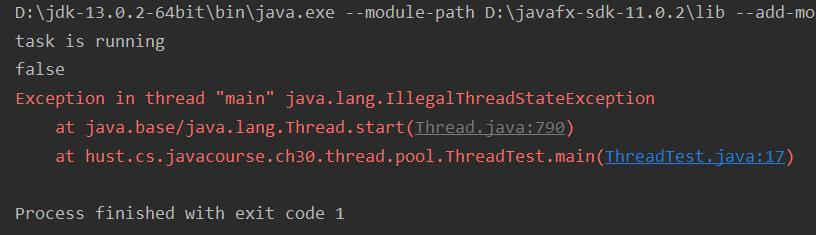 D:\jdk-13.0.2-64bit\bin\java.exe --module-path D:\javafx-sdk-11.0.2\lib --add-mo
task is running
false
Exception in thread "main" java.lang.IllegalThreadStateException
    at java.base/java.lang.Thread.start(Thread.java:790)
    at hust.cs.javacourse.ch30.thread.pool.ThreadTest.main(ThreadTest.java:17)
Process finished with exit code 1